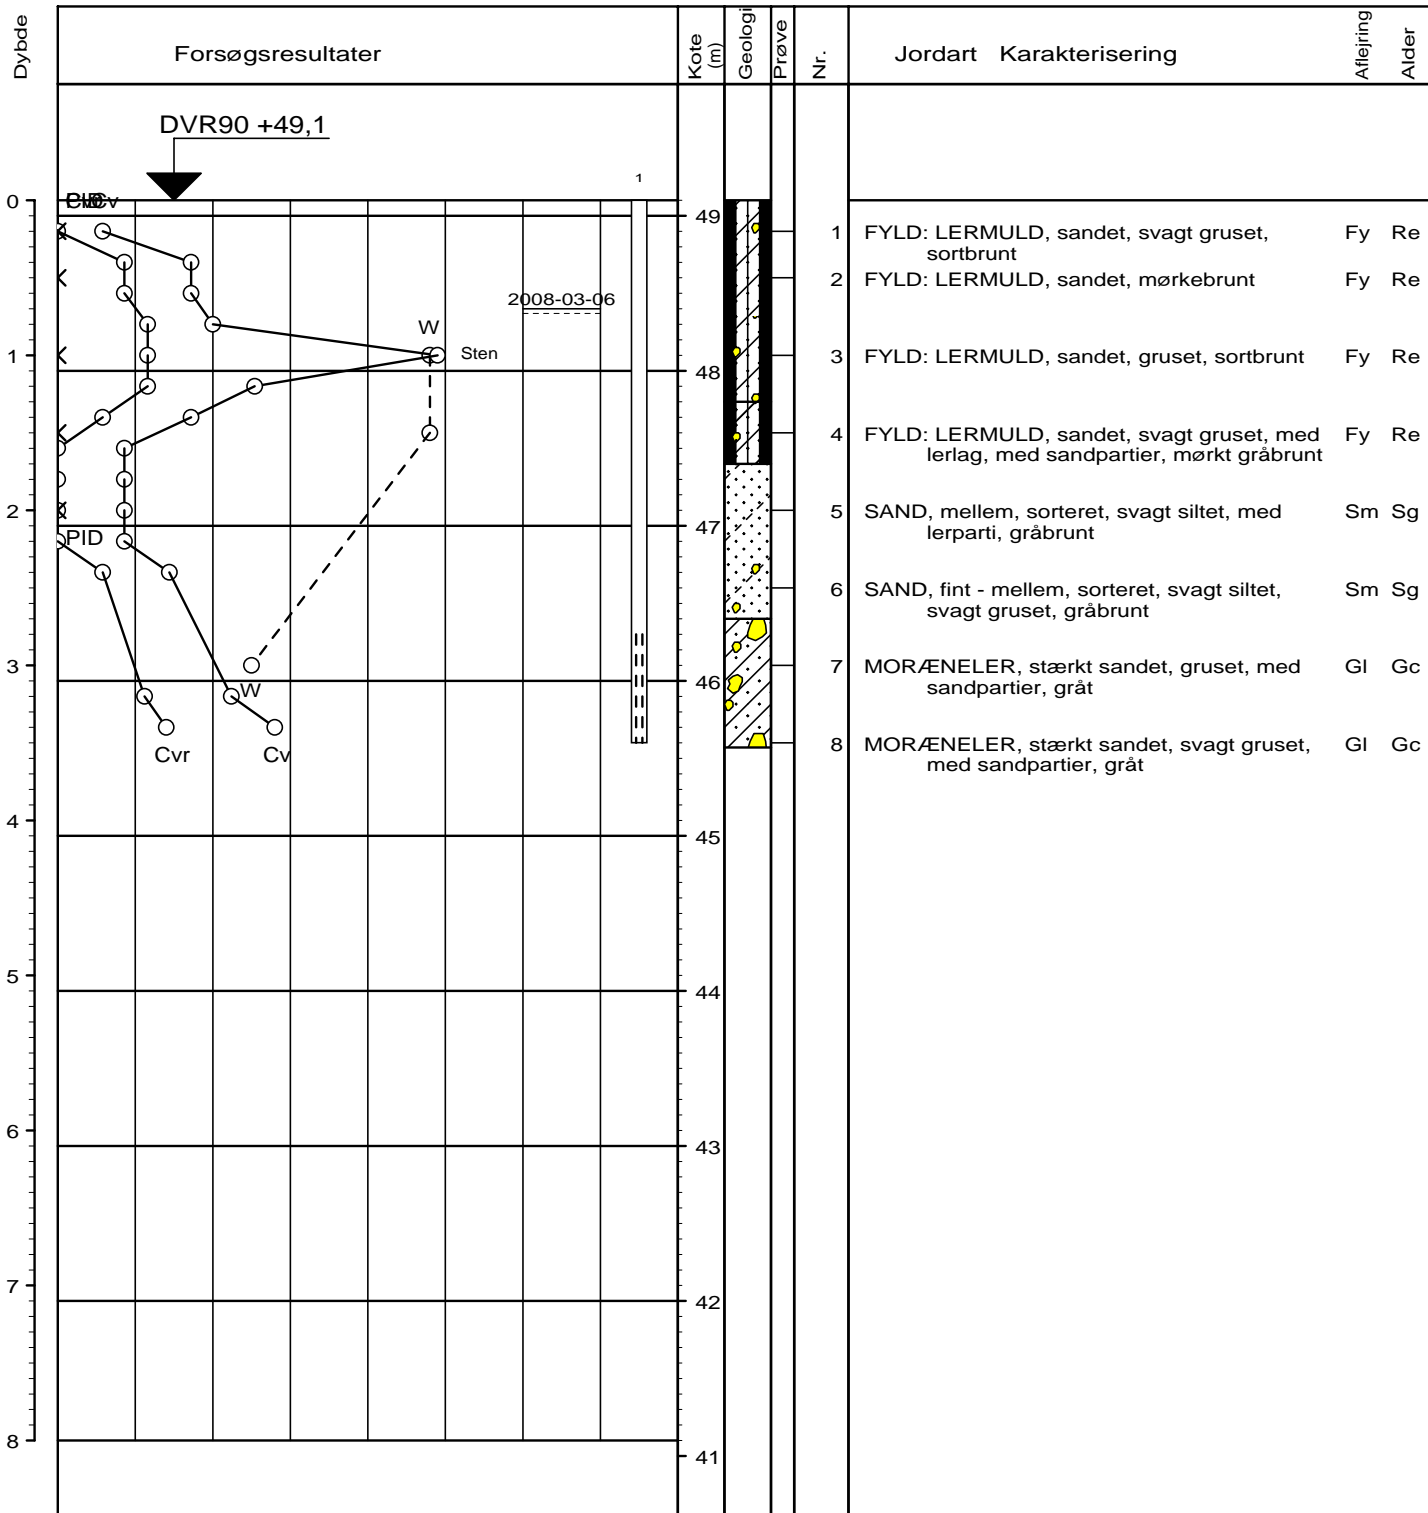 Dybde
Forsøgsresultater
Kote
(m)
Geologi
Prøve
Nr.
Jordart Karakterisering
Aflejring
Alder
DVR90 +49,1
1
0
PID Cv
49
1 FYLD: LERMULD, sandet, svagt gruset, Fy Re
sortbrunt
2 FYLD: LERMULD, sandet, mørkebrunt Fy Re
2008-03-06
W
1
Sten
48
3 FYLD: LERMULD, sandet, gruset, sortbrunt Fy Re
4 FYLD: LERMULD, sandet, svagt gruset, med Fy Re
lerlag, med sandpartier, mørkt gråbrunt
2
PID
47
5 SAND, mellem, sorteret, svagt siltet, med Sm Sg
lerparti, gråbrunt
6 SAND, fint - mellem, sorteret, svagt siltet, Sm Sg
svagt gruset, gråbrunt
3
W
46
7 MORÆNELER, stærkt sandet, gruset, med Gl Gc
sandpartier, gråt
Cvr
Cv
8 MORÆNELER, stærkt sandet, svagt gruset, Gl Gc
med sandpartier, gråt
4
45
5
44
6
43
7
42
8
41